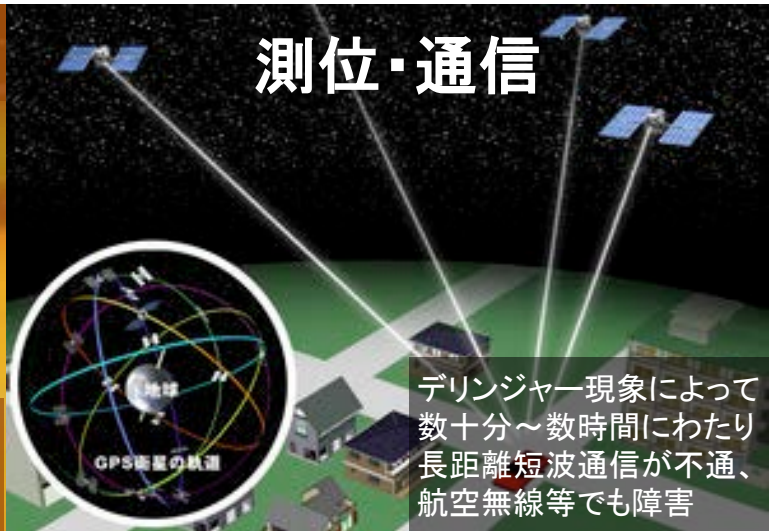 測位・通信
地球
GPS衛星の軌道
デリンジャー現象によって
数十分～数時間にわたり
長距離短波通信が不通、
航空無線等でも障害